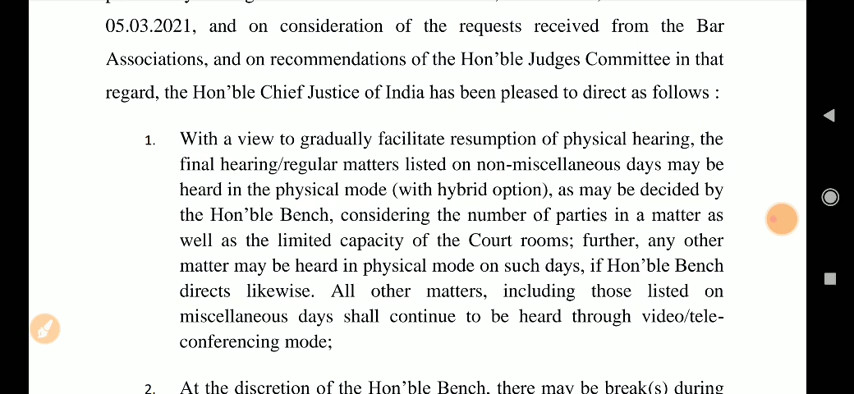 05.03.2021, and on consideration of the requests received from the Bar
Associations, and on recommendations of the Hon’ble Judges Committee in that
regard, the Hon’ble Chief Justice of India has been pleased to direct as follows :
1. With a view to gradually facilitate resumption of physical hearing, the
final hearing/regular matters listed on non-miscellaneous days may be
heard in the physical mode (with hybrid option), as may be decided by
the Hon’ble Bench, considering the number of parties in a matter as
well as the limited capacity of the Court rooms; further, any other
matter may be heard in physical mode on such days, if Hon’ble Bench
directs likewise. All other matters, including those listed on
miscellaneous days shall continue to be heard through video/tele-
conferencing mode;
2. At the discretion of the Hon’ble Bench, there may be break(s) during